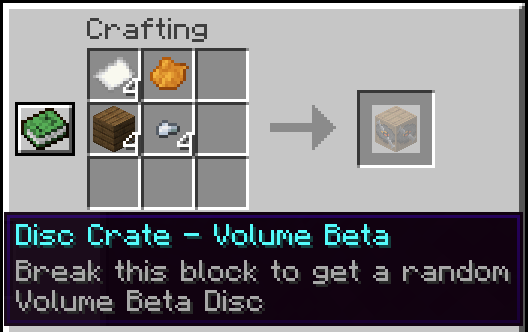 Crafting
4
4
4
Disc Crate - Volume Beta
Break this block to get a random
Volume Beta Disc